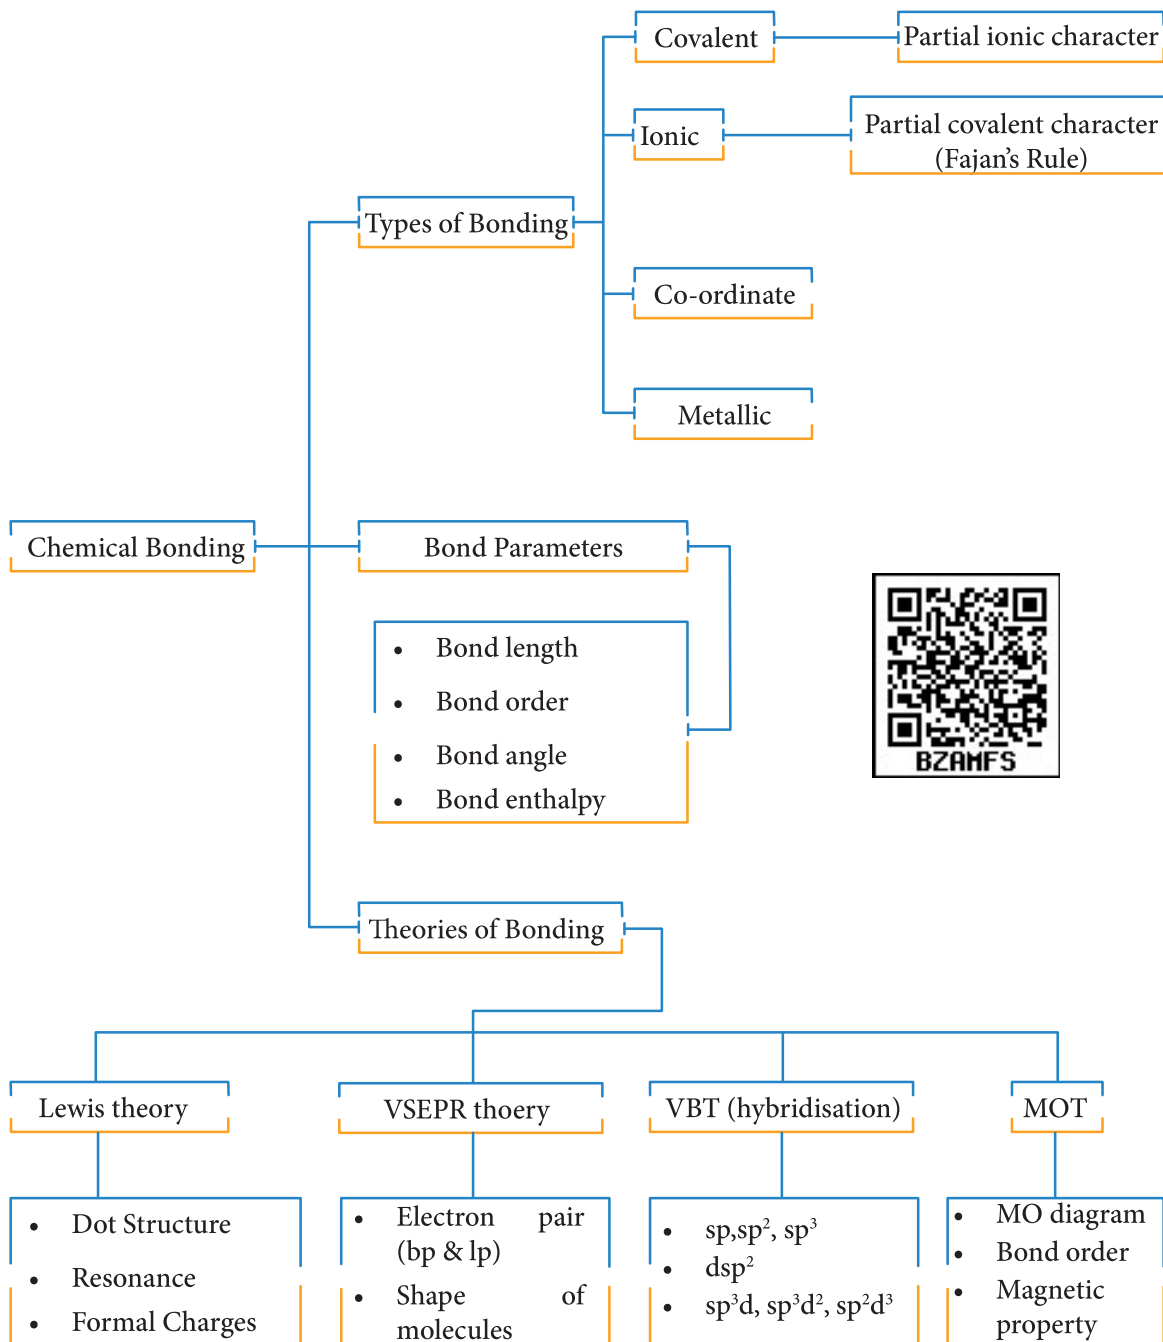 Covalent
Partial ionic character
Ionic
Partial covalent character
(Fajan's Rule)
Types of Bonding
Co-ordinate
Metallic
Chemical Bonding
Bond Parameters
• Bond length
• Bond order
• Bond angle
• Bond enthalpy
BZAMFS
Theories of Bonding
Lewis theory
VSEPR thoery
VBT (hybridisation)
MOT
• Dot Structure
• Resonance
• Formal Charges
• Electron pair
(bp & lp)
• Shape of
molecules
• sp,sp², sp³
• dsp²
• sp³d, sp³d², sp²d³
• MO diagram
• Bond order
• Magnetic
property